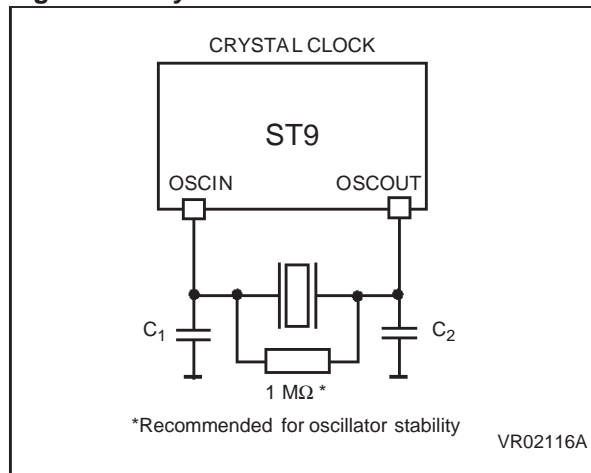 CRYSTAL CLOCK
ST9
OSCIN OSCOUT
C1 C2
1 MΩ *
*Recommended for oscillator stability
VR02116A